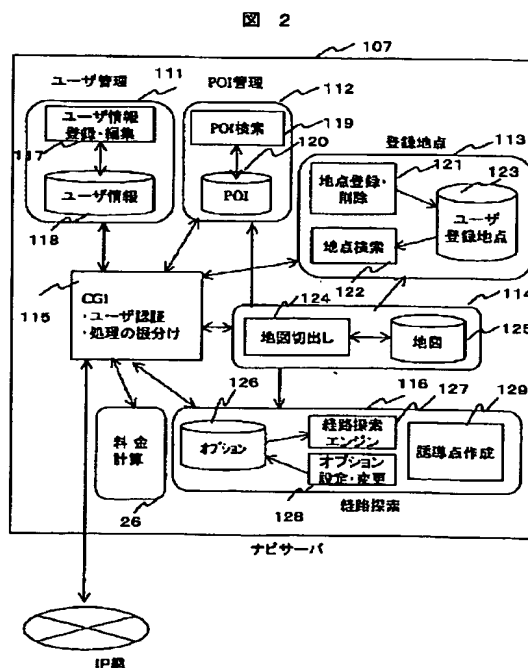 図 2
107
ユーザ管理
111
POI管理
112
ユーザ情報
登録・編集
117
ユーザ情報
118
POI検索
119
120
POI
登録地点
113
地点登録・
削除
121
123
ユーザ
登録地点
地点検索
122
115
CGI
・ユーザ認証
・処理の振分け
124
地図切出し
地図
114
125
料金
計算
26
126
オプション
116
127
経路探索
エンジン
オプション
設定・変更
128
129
誘導点作成
経路探索
ナビサーバ
IP網